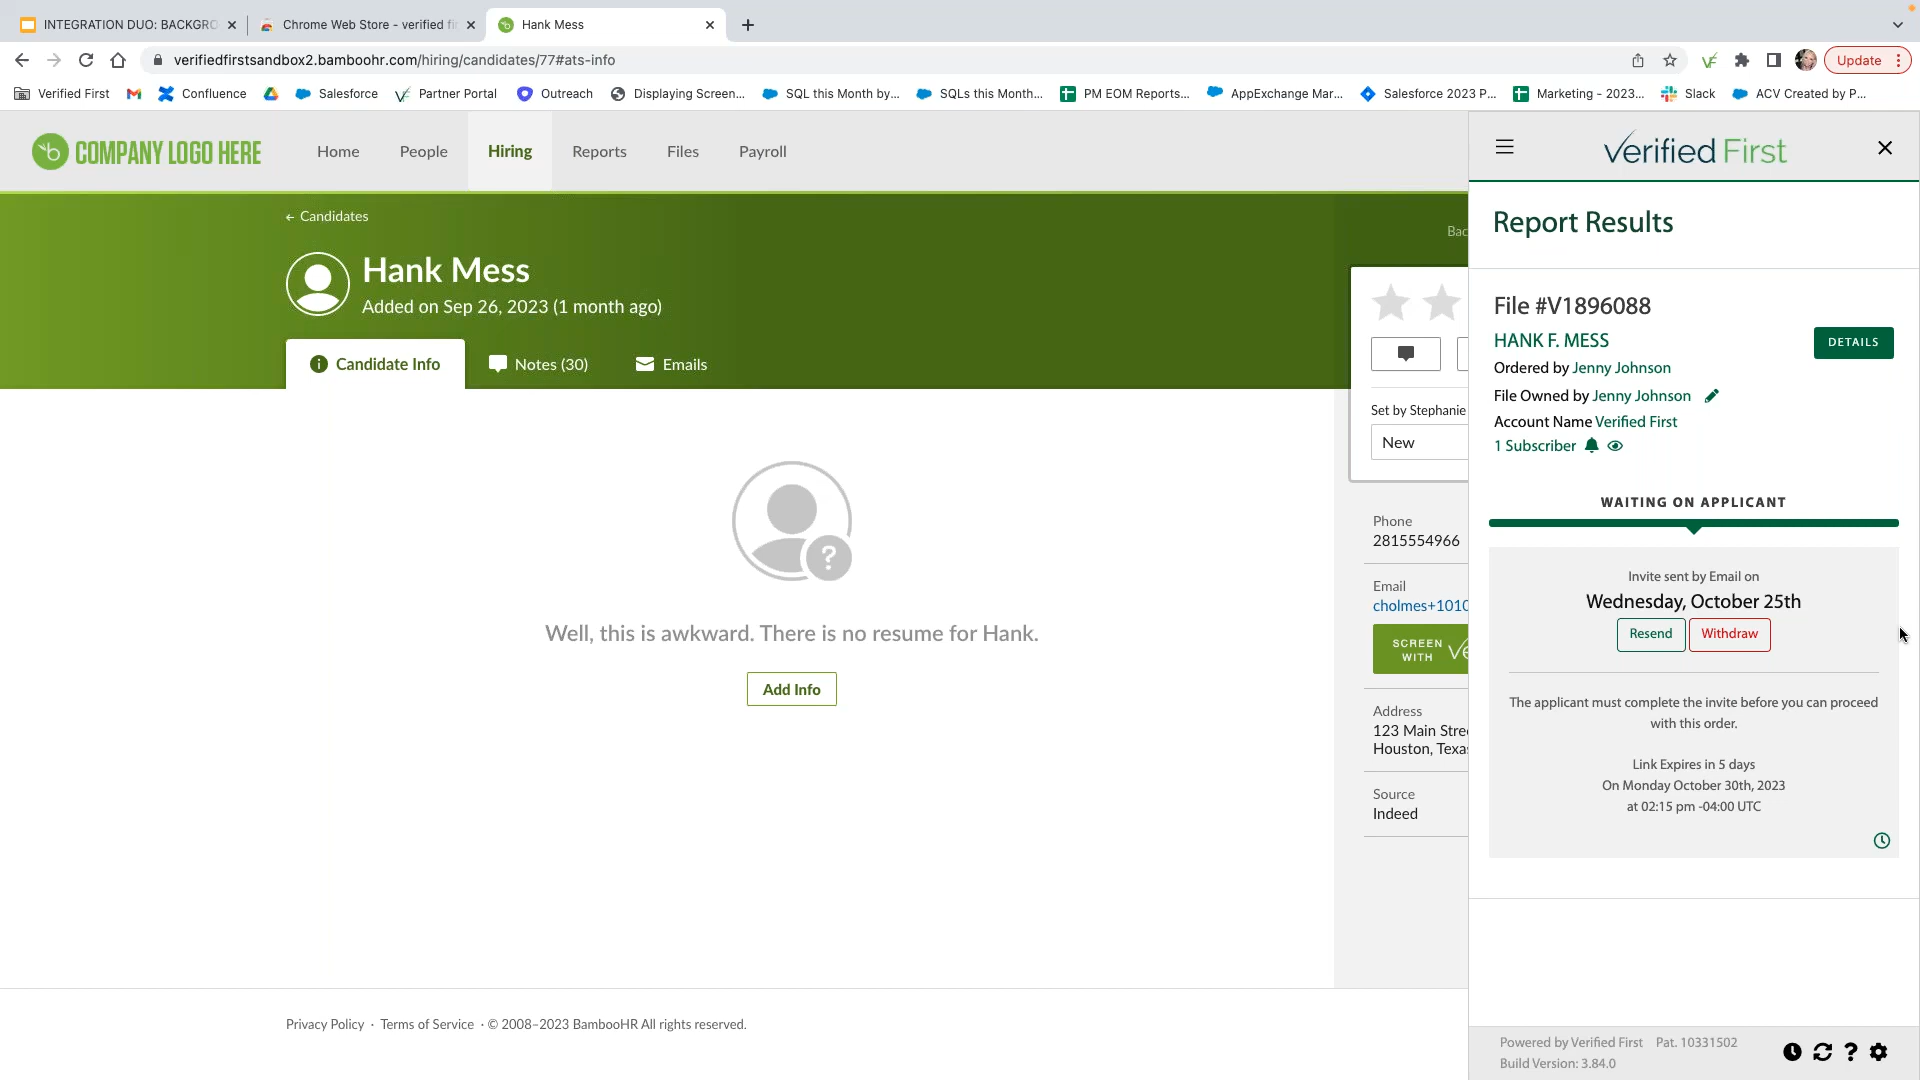 INTEGRATION DUO: BACKGRO
Chrome Web Store - verified fi
Hank Mess
verifiedfirstsandbox2.bamboohr.com/hiring/candidates/77#ats-info
Update
Verified First
Confluence
Salesforce
Partner Portal
Outreach
Displaying Screen...
SQL this Month by...
SQLs this Month...
PM EOM Reports...
AppExchange Mar...
Salesforce 2023 P...
Marketing - 2023...
Slack
ACV Created by P...
COMPANY LOGO HERE
Home
People
Hiring
Reports
Files
Payroll
← Candidates
Hank Mess
Added on Sep 26, 2023 (1 month ago)
Candidate Info
Notes (30)
Emails
Well, this is awkward. There is no resume for Hank.
Add Info
Bac
Set by Stephanie
New
Phone
2815554966
Email
cholmes+1010
SCREEN
WITH
Ve
Address
123 Main Stree
Houston, Texas
Source
Indeed
Privacy Policy · Terms of Service · © 2008–2023 BambooHR All rights reserved.
Verified First
Report Results
File #V1896088
HANK F. MESS
DETAILS
Ordered by Jenny Johnson
File Owned by Jenny Johnson
Account Name Verified First
1 Subscriber
WAITING ON APPLICANT
Invite sent by Email on
Wednesday, October 25th
Resend
Withdraw
The applicant must complete the invite before you can proceed
with this order.
Link Expires in 5 days
On Monday October 30th, 2023
at 02:15 pm -04:00 UTC
Powered by Verified First Pat. 10331502
Build Version: 3.84.0